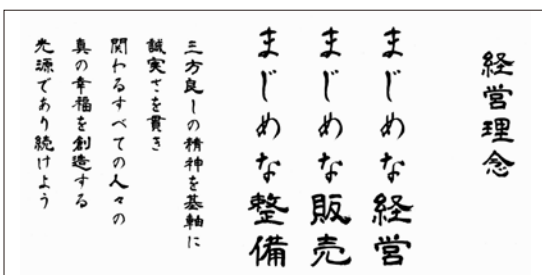 経営理念
まじめな経営
まじめな販売
まじめな整備
三方良しの精神を基軸に
誠実さを貫き
関わるすべての人々の
真の幸福を創造する
光源であり続けよう